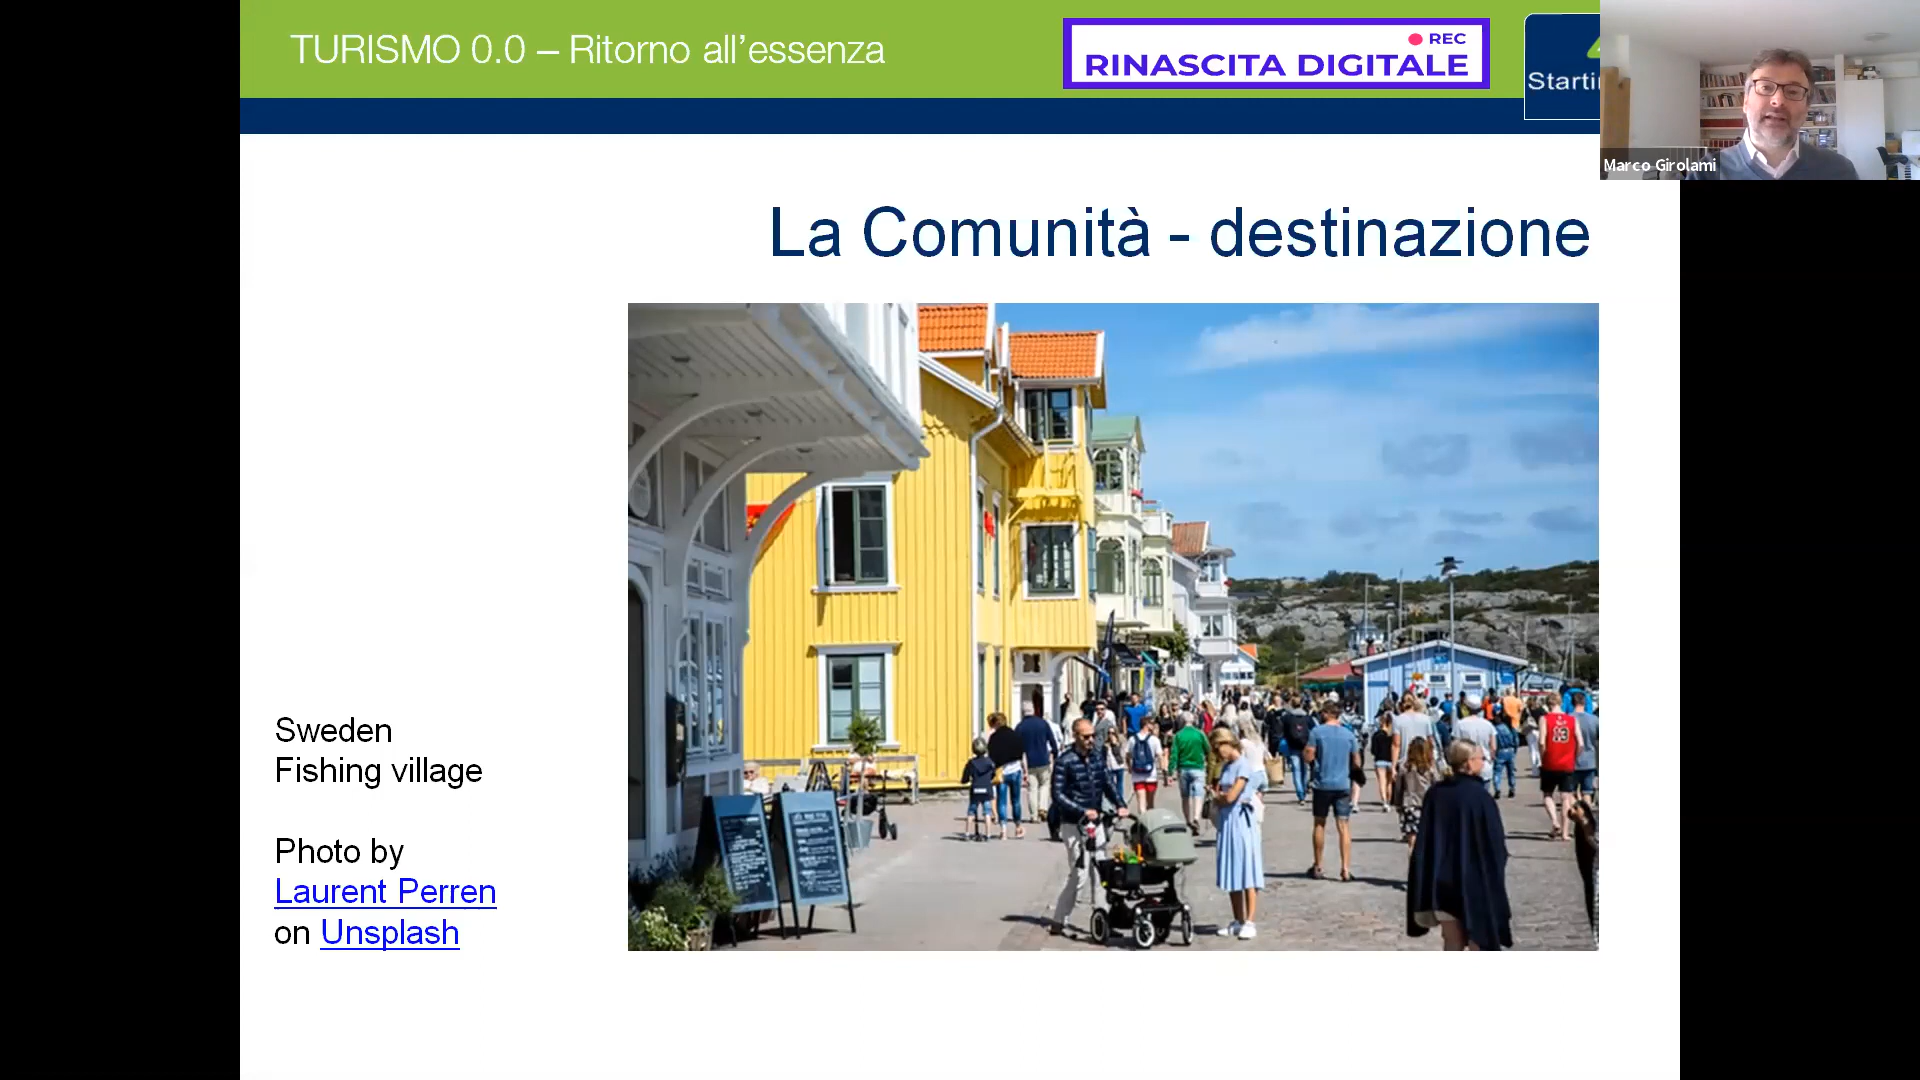 TURISMO 0.0 – Ritorno all'essenza
REC
RINASCITA DIGITALE
Marco Girolami
La Comunità - destinazione
Sweden
Fishing village
Photo by
Laurent Perren
on Unsplash
13